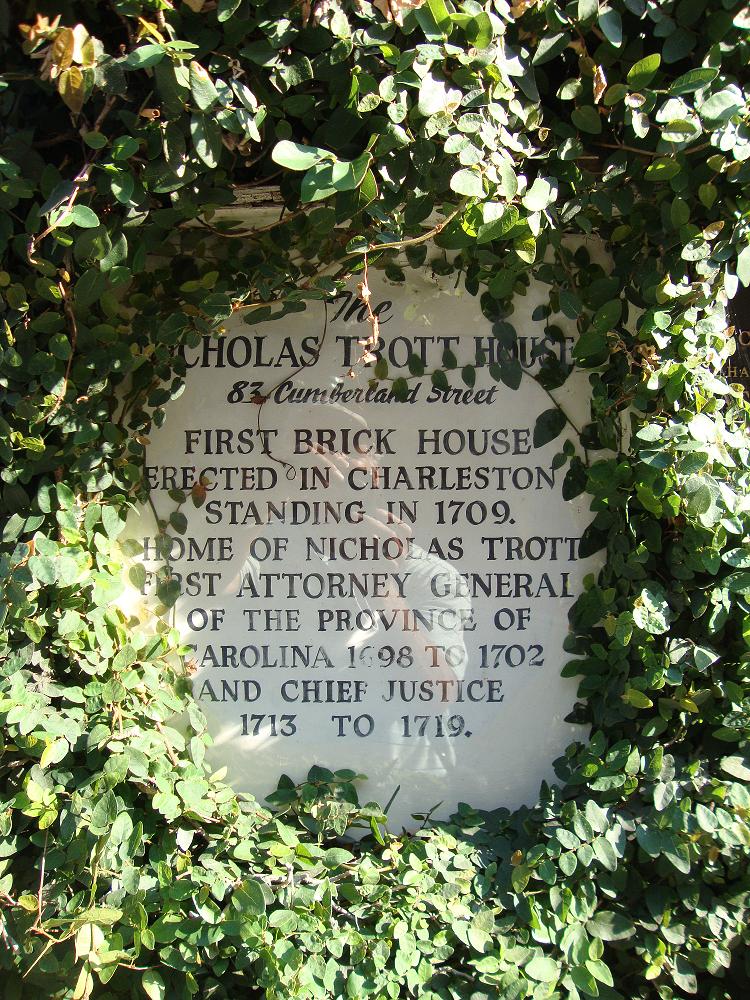 The
NICHOLAS TROTT HOUSE
83 Cumberland Street
FIRST BRICK HOUSE
ERECTED IN CHARLESTON
STANDING IN 1709.
HOME OF NICHOLAS TROTT
FIRST ATTORNEY GENERAL
OF THE PROVINCE OF
CAROLINA 1698 TO 1702
AND CHIEF JUSTICE
1713 TO 1719.